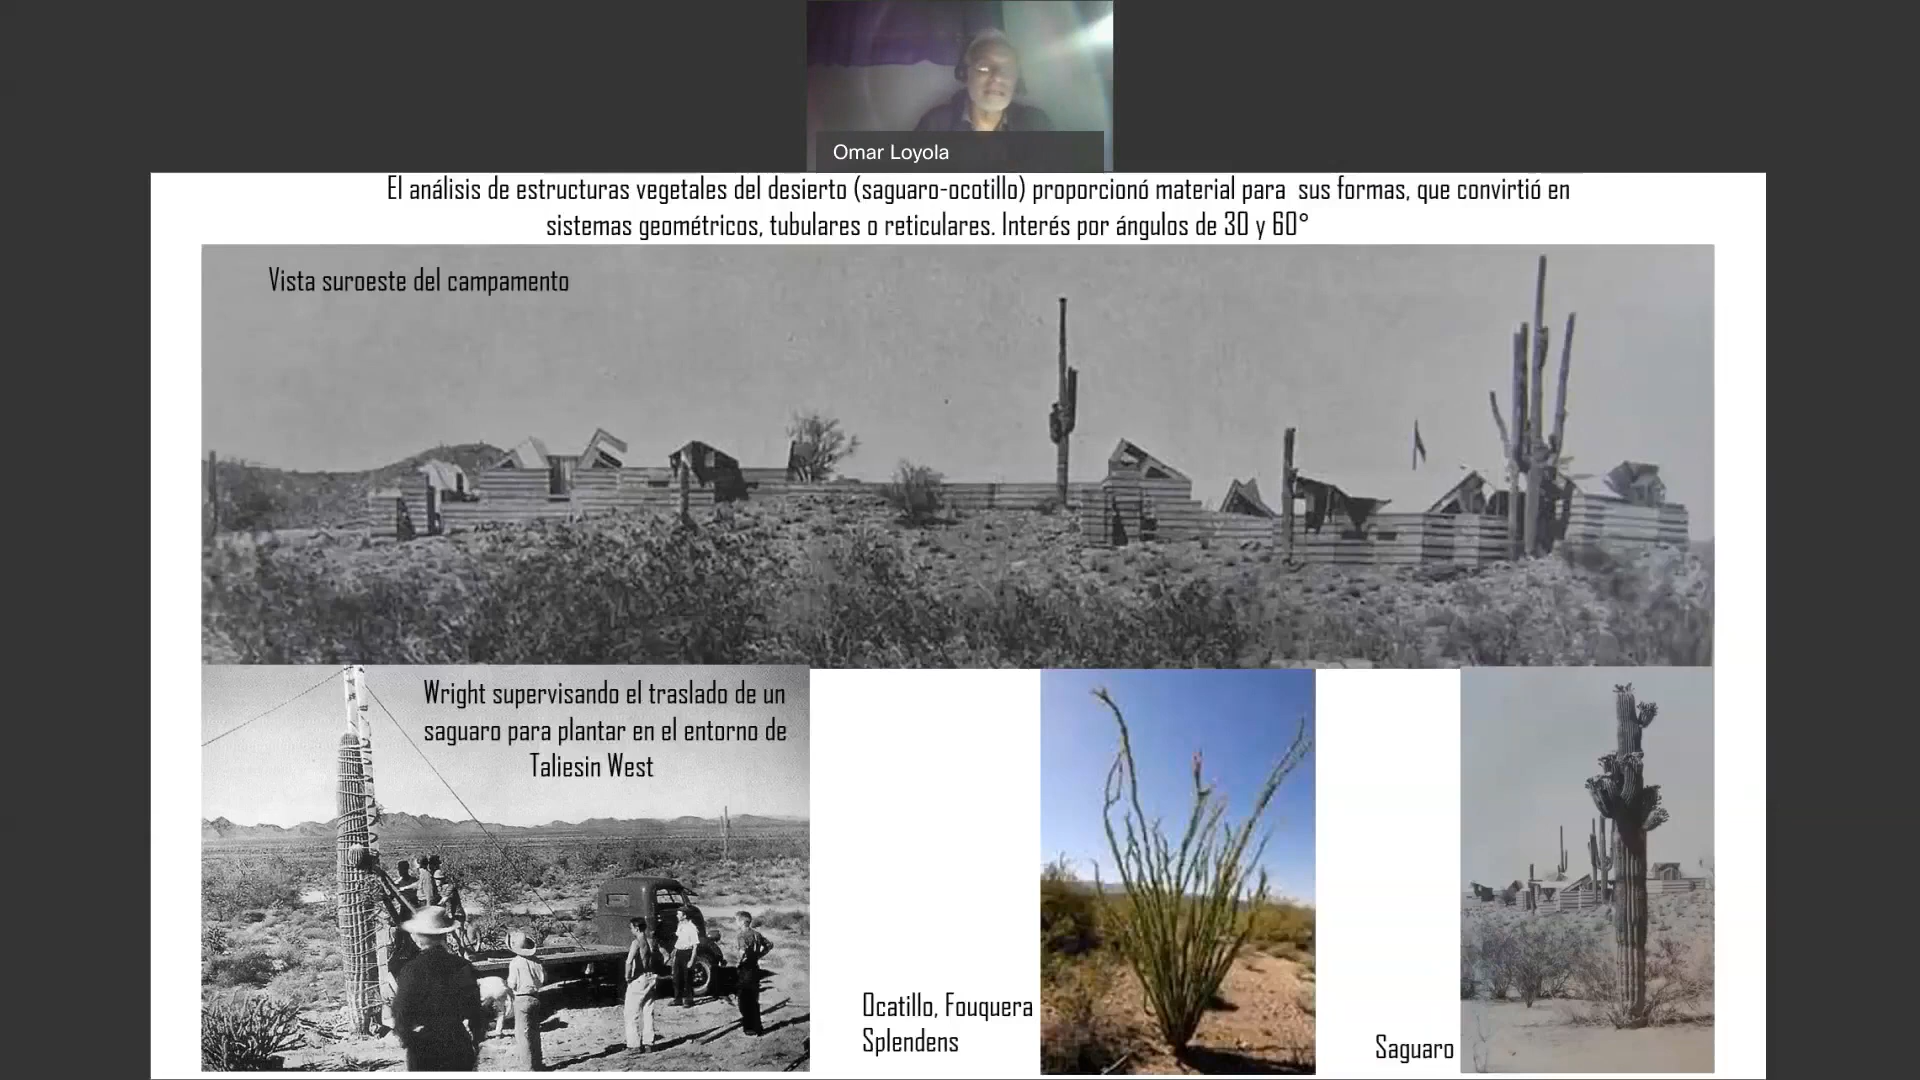 Omar Loyola
El análisis de estructuras vegetales del desierto (saguaro-ocotillo) proporcionó material para sus formas, que convirtió en
sistemas geométricos, tubulares o reticulares. Interés por ángulos de 30 y 60°
Vista suroeste del campamento
Wright supervisando el traslado de un
saguaro para plantar en el entorno de
Taliesin West
Ocatillo, Fouquera
Splendens
Saguaro